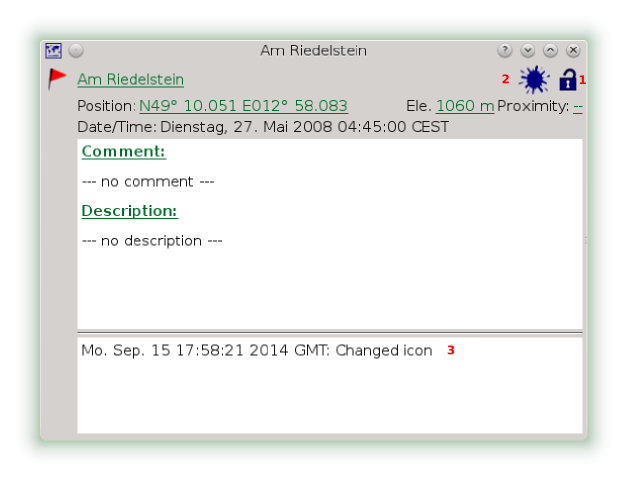 Am Riedelstein
Am Riedelstein 2 1
Position: N49° 10.051 E012° 58.083 Ele. 1060 m Proximity: --
Date/Time: Dienstag, 27. Mai 2008 04:45:00 CEST
Comment:
--- no comment ---
Description:
--- no description ---
Mo. Sep. 15 17:58:21 2014 GMT: Changed icon 3